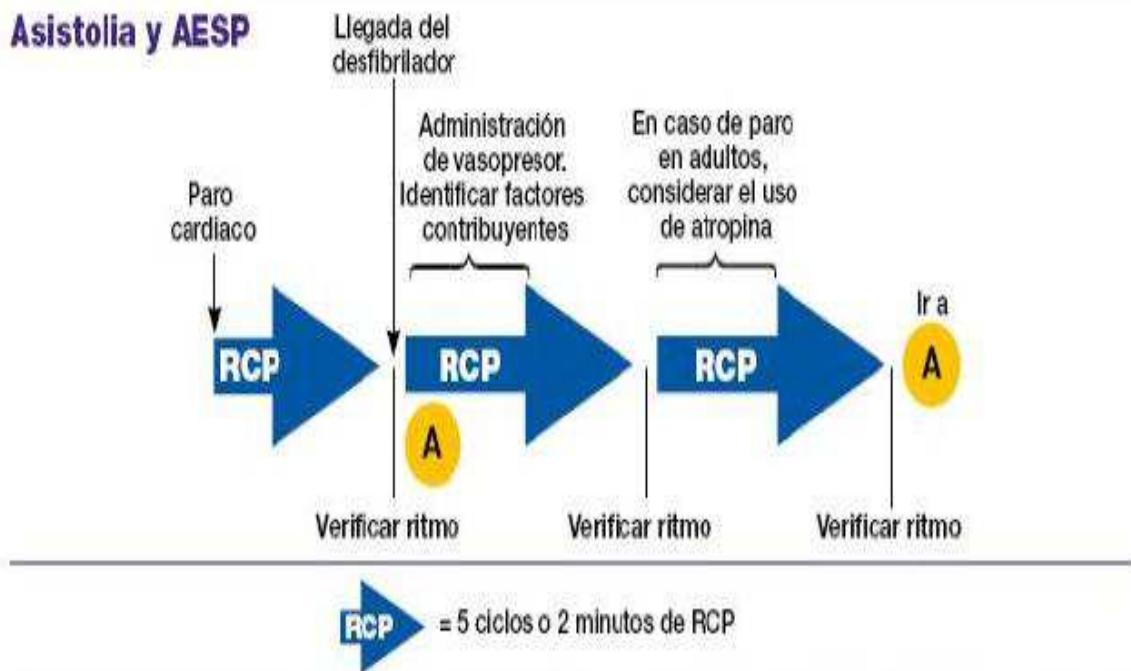 Asistolia y AESP
Llegada del
desfibrilador
Administración
de vasopresor.
Identificar factores
contribuyentes
En caso de paro
en adultos,
considerar el uso
de atropina
Paro
cardiaco
Ir a
RCP
RCP
RCP
A
A
Verificar ritmo
Verificar ritmo
Verificar ritmo
RCP = 5 ciclos o 2 minutos de RCP